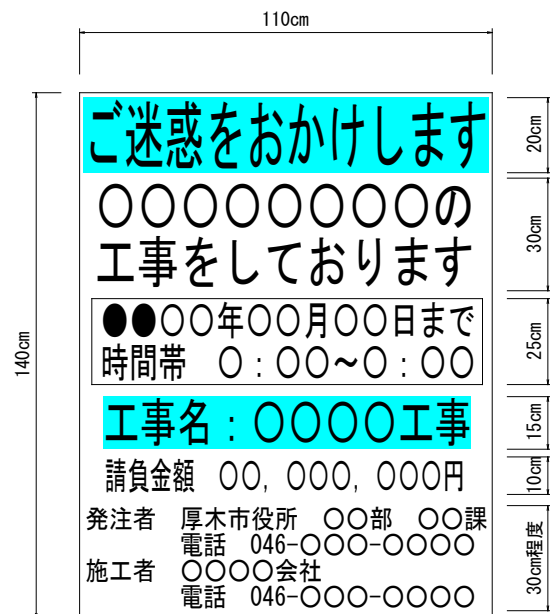 110cm
140cm
ご迷惑をおかけします
20cm
〇〇〇〇〇〇〇〇の
工事をしております
30cm
●●〇〇年〇〇月〇〇日まで
時間帯　〇：〇〇～〇：〇〇
25cm
工事名：〇〇〇〇工事
15cm
請負金額　〇〇，〇〇〇，〇〇〇円
10cm
発注者　厚木市役所　〇〇部　〇〇課
電話　046-〇〇〇-〇〇〇〇
施工者　〇〇〇〇会社
電話　046-〇〇〇-〇〇〇〇
30cm程度